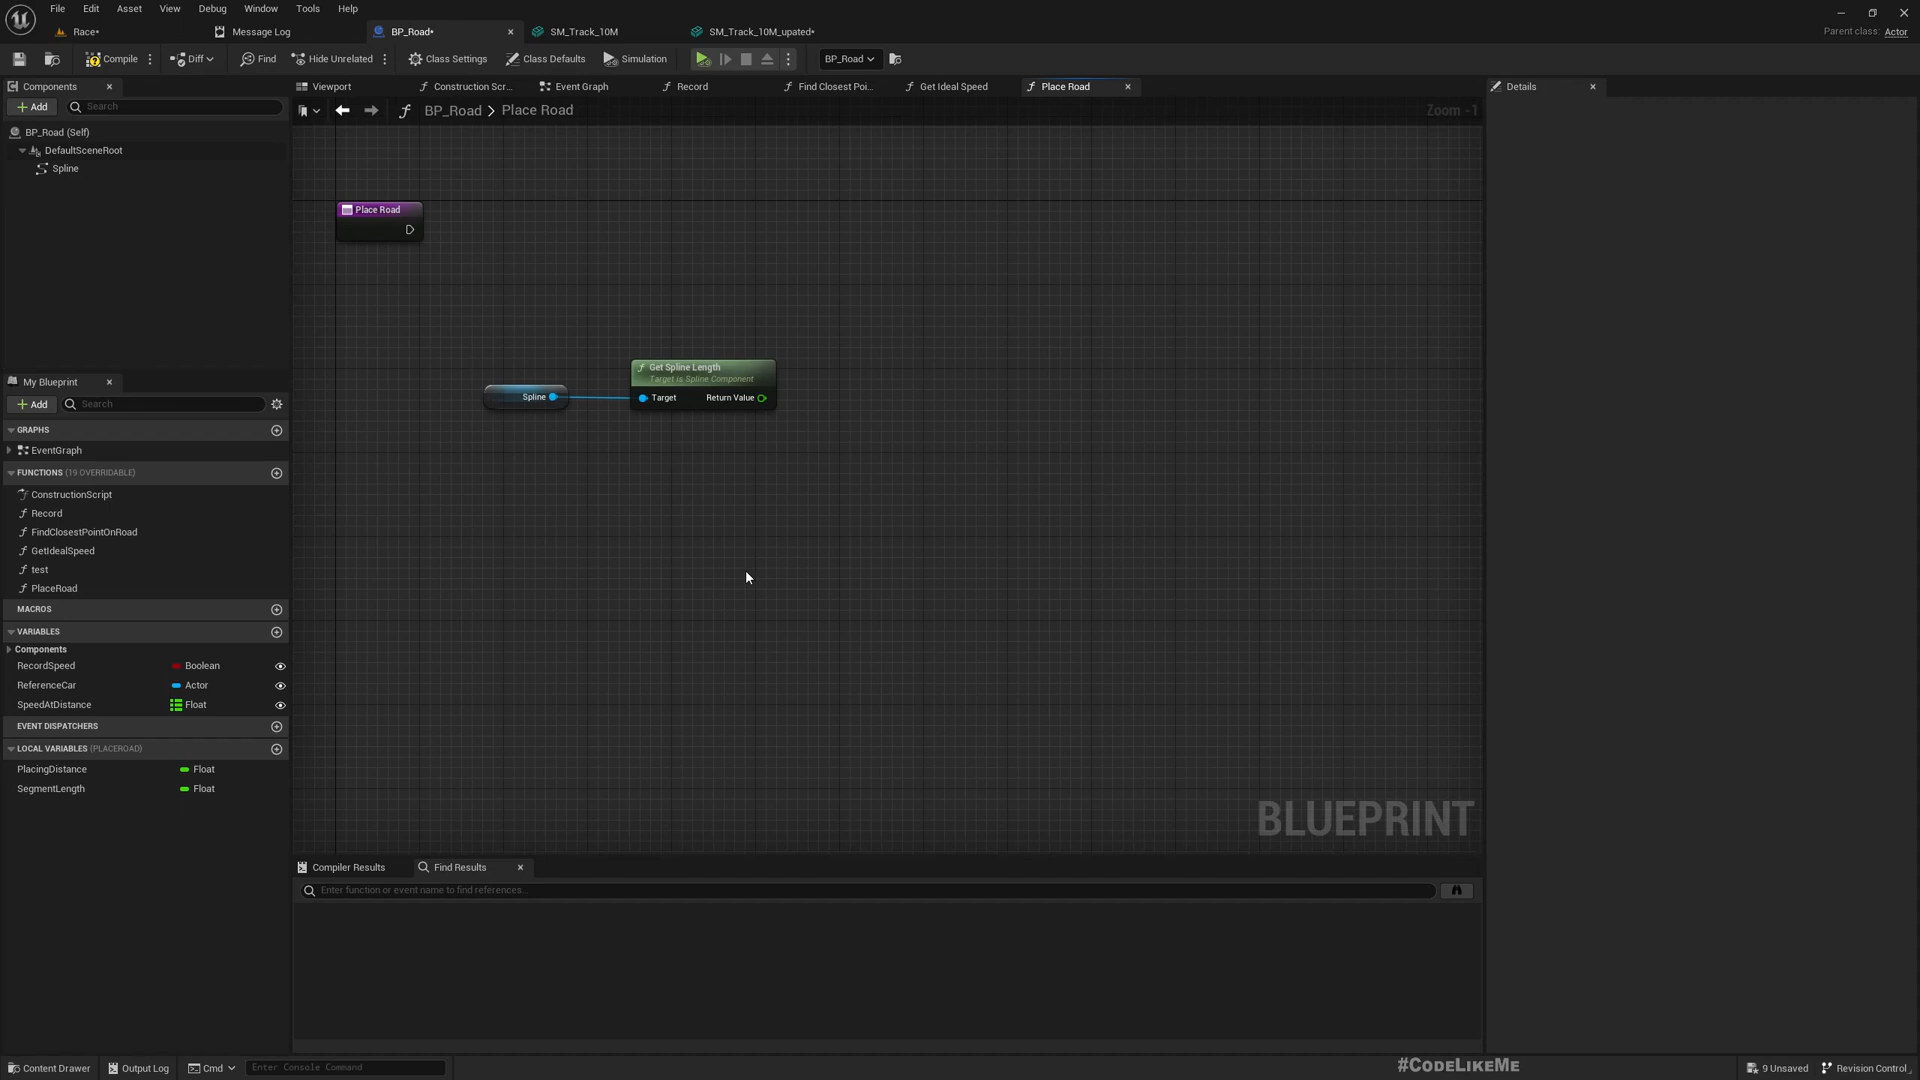 File Edit Asset View Debug Window Tools Help
Race* Message Log BP_Road* SM_Track_10M SM_Track_10M_upated*
Parent class: Actor
Compile Diff Find Hide Unrelated Class Settings Class Defaults Simulation BP_Road
Components
Viewport Construction Scr... Event Graph Record Find Closest Poi... Get Ideal Speed Place Road
Details
Add Search
BP_Road > Place Road
Zoom -1
BP_Road (Self)
DefaultSceneRoot
Spline
Place Road
Get Spline Length
Target is Spline Component
Spline
Target Return Value
My Blueprint
Add Search
GRAPHS
EventGraph
FUNCTIONS (19 OVERRIDABLE)
ConstructionScript
Record
FindClosestPointOnRoad
GetIdealSpeed
test
PlaceRoad
MACROS
VARIABLES
Components
RecordSpeed Boolean
ReferenceCar Actor
SpeedAtDistance Float
EVENT DISPATCHERS
LOCAL VARIABLES (PLACEROAD)
PlacingDistance Float
SegmentLength Float
BLUEPRINT
Compiler Results Find Results
Enter function or event name to find references...
Content Drawer Output Log Cmd Enter Console Command
#CodeLikeMe
9 Unsaved Revision Control